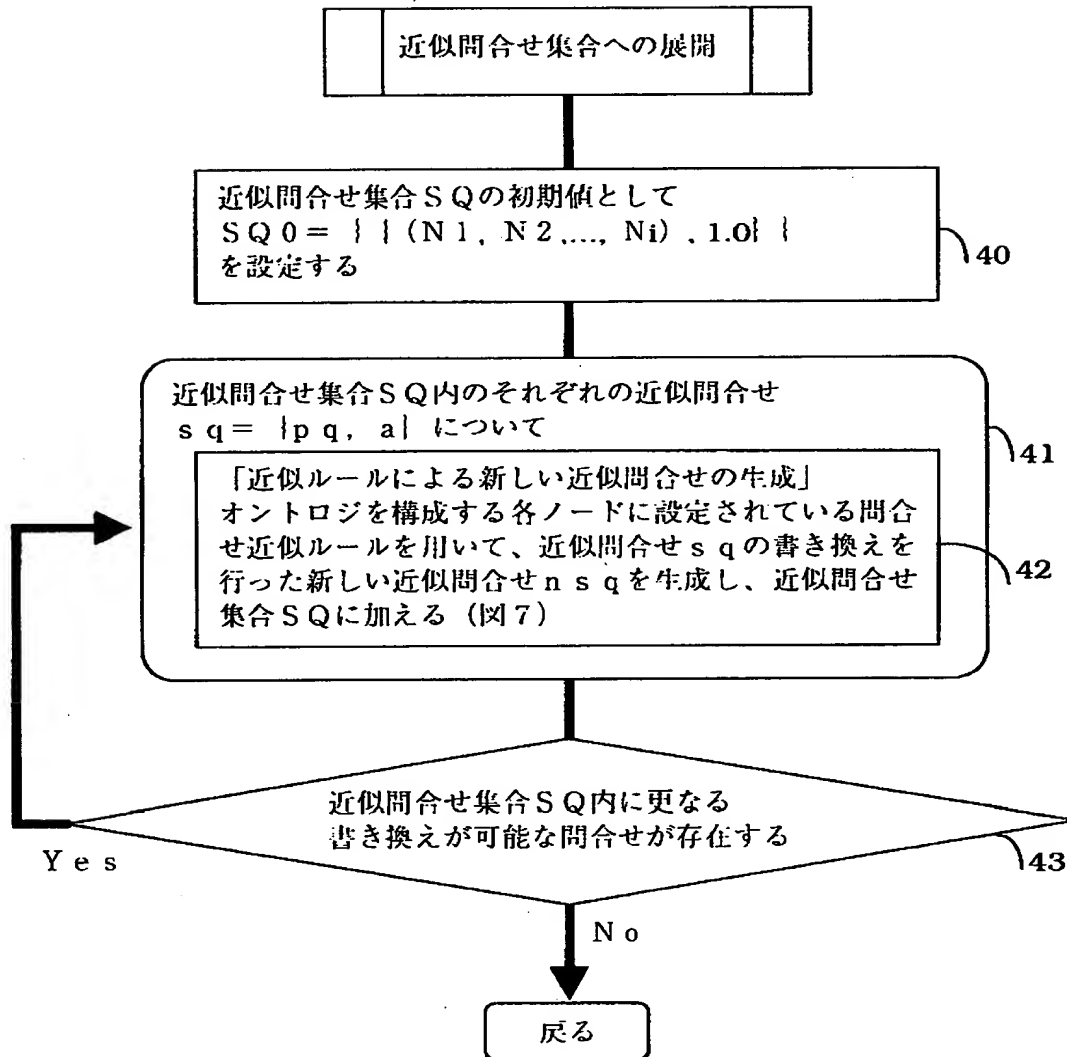 近似問合せ集合への展開
近似問合せ集合SQの初期値として
SQ0=｛｛(N1, N2,..., Ni), 1.0｝｝
を設定する
40
近似問合せ集合SQ内のそれぞれの近似問合せ
sq=｛pq, a｝について
41
「近似ルールによる新しい近似問合せの生成」
オントロジを構成する各ノードに設定されている問合
せ近似ルールを用いて、近似問合せsqの書き換えを
行った新しい近似問合せnsqを生成し、近似問合せ
集合SQに加える (図7)
42
近似問合せ集合SQ内に更なる
書き換えが可能な問合せが存在する
43
Yes
No
戻る